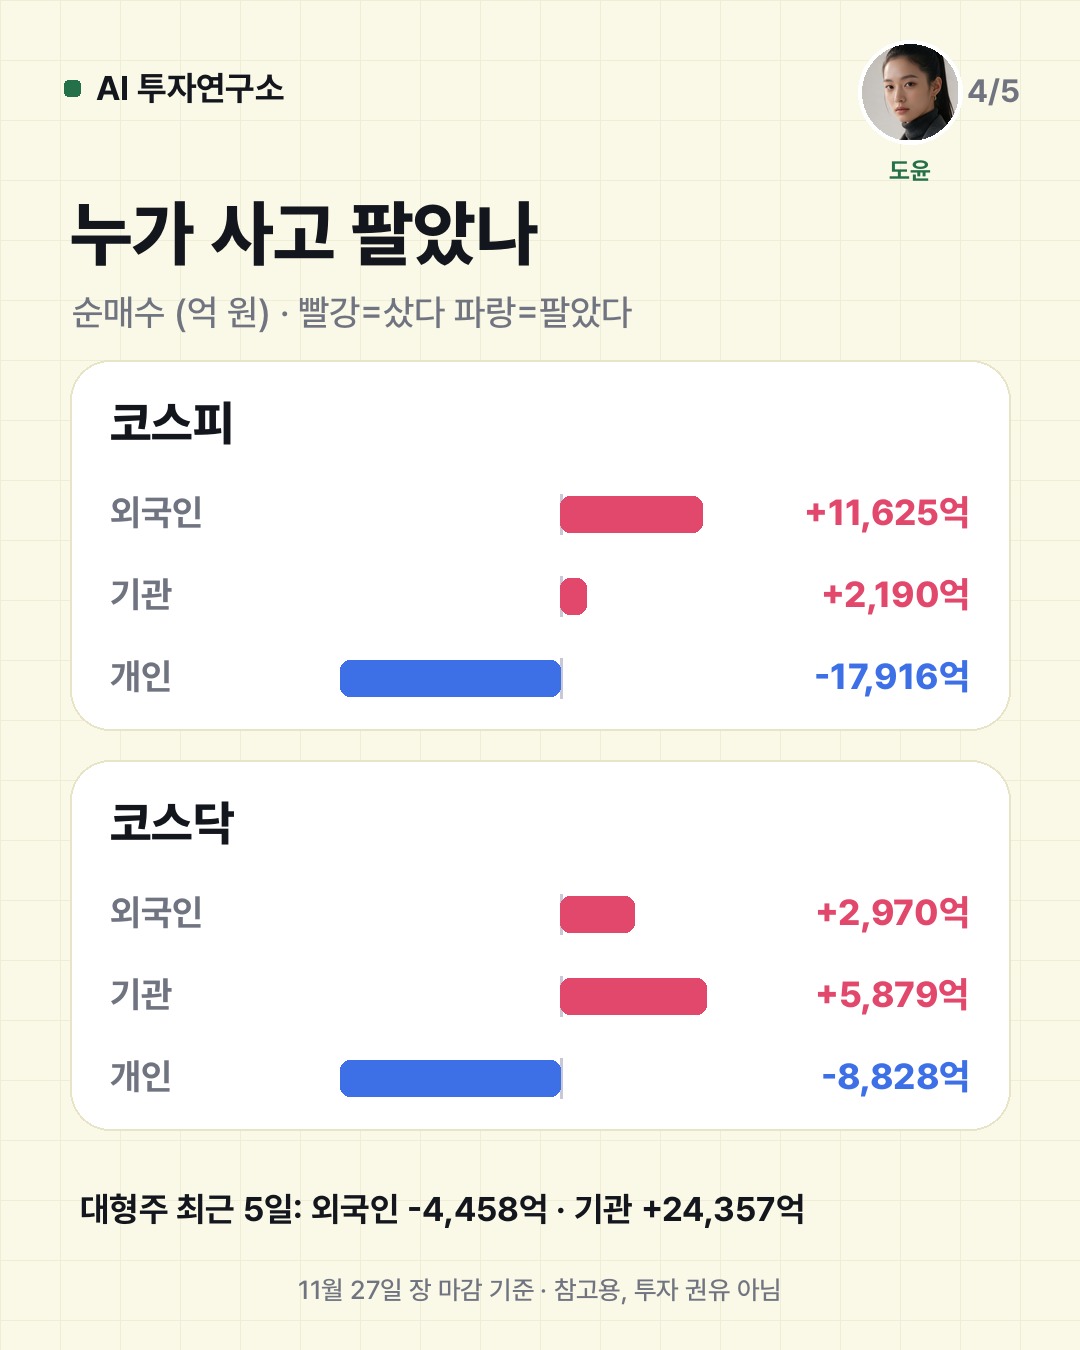 AI 투자연구소
4/5
도윤
누가 사고 팔았나
순매수 (억 원) · 빨강=샀다 파랑=팔았다
코스피
외국인 +11,625억
기관 +2,190억
개인 -17,916억
코스닥
외국인 +2,970억
기관 +5,879억
개인 -8,828억
대형주 최근 5일: 외국인 -4,458억 · 기관 +24,357억
11월 27일 장 마감 기준 · 참고용, 투자 권유 아님